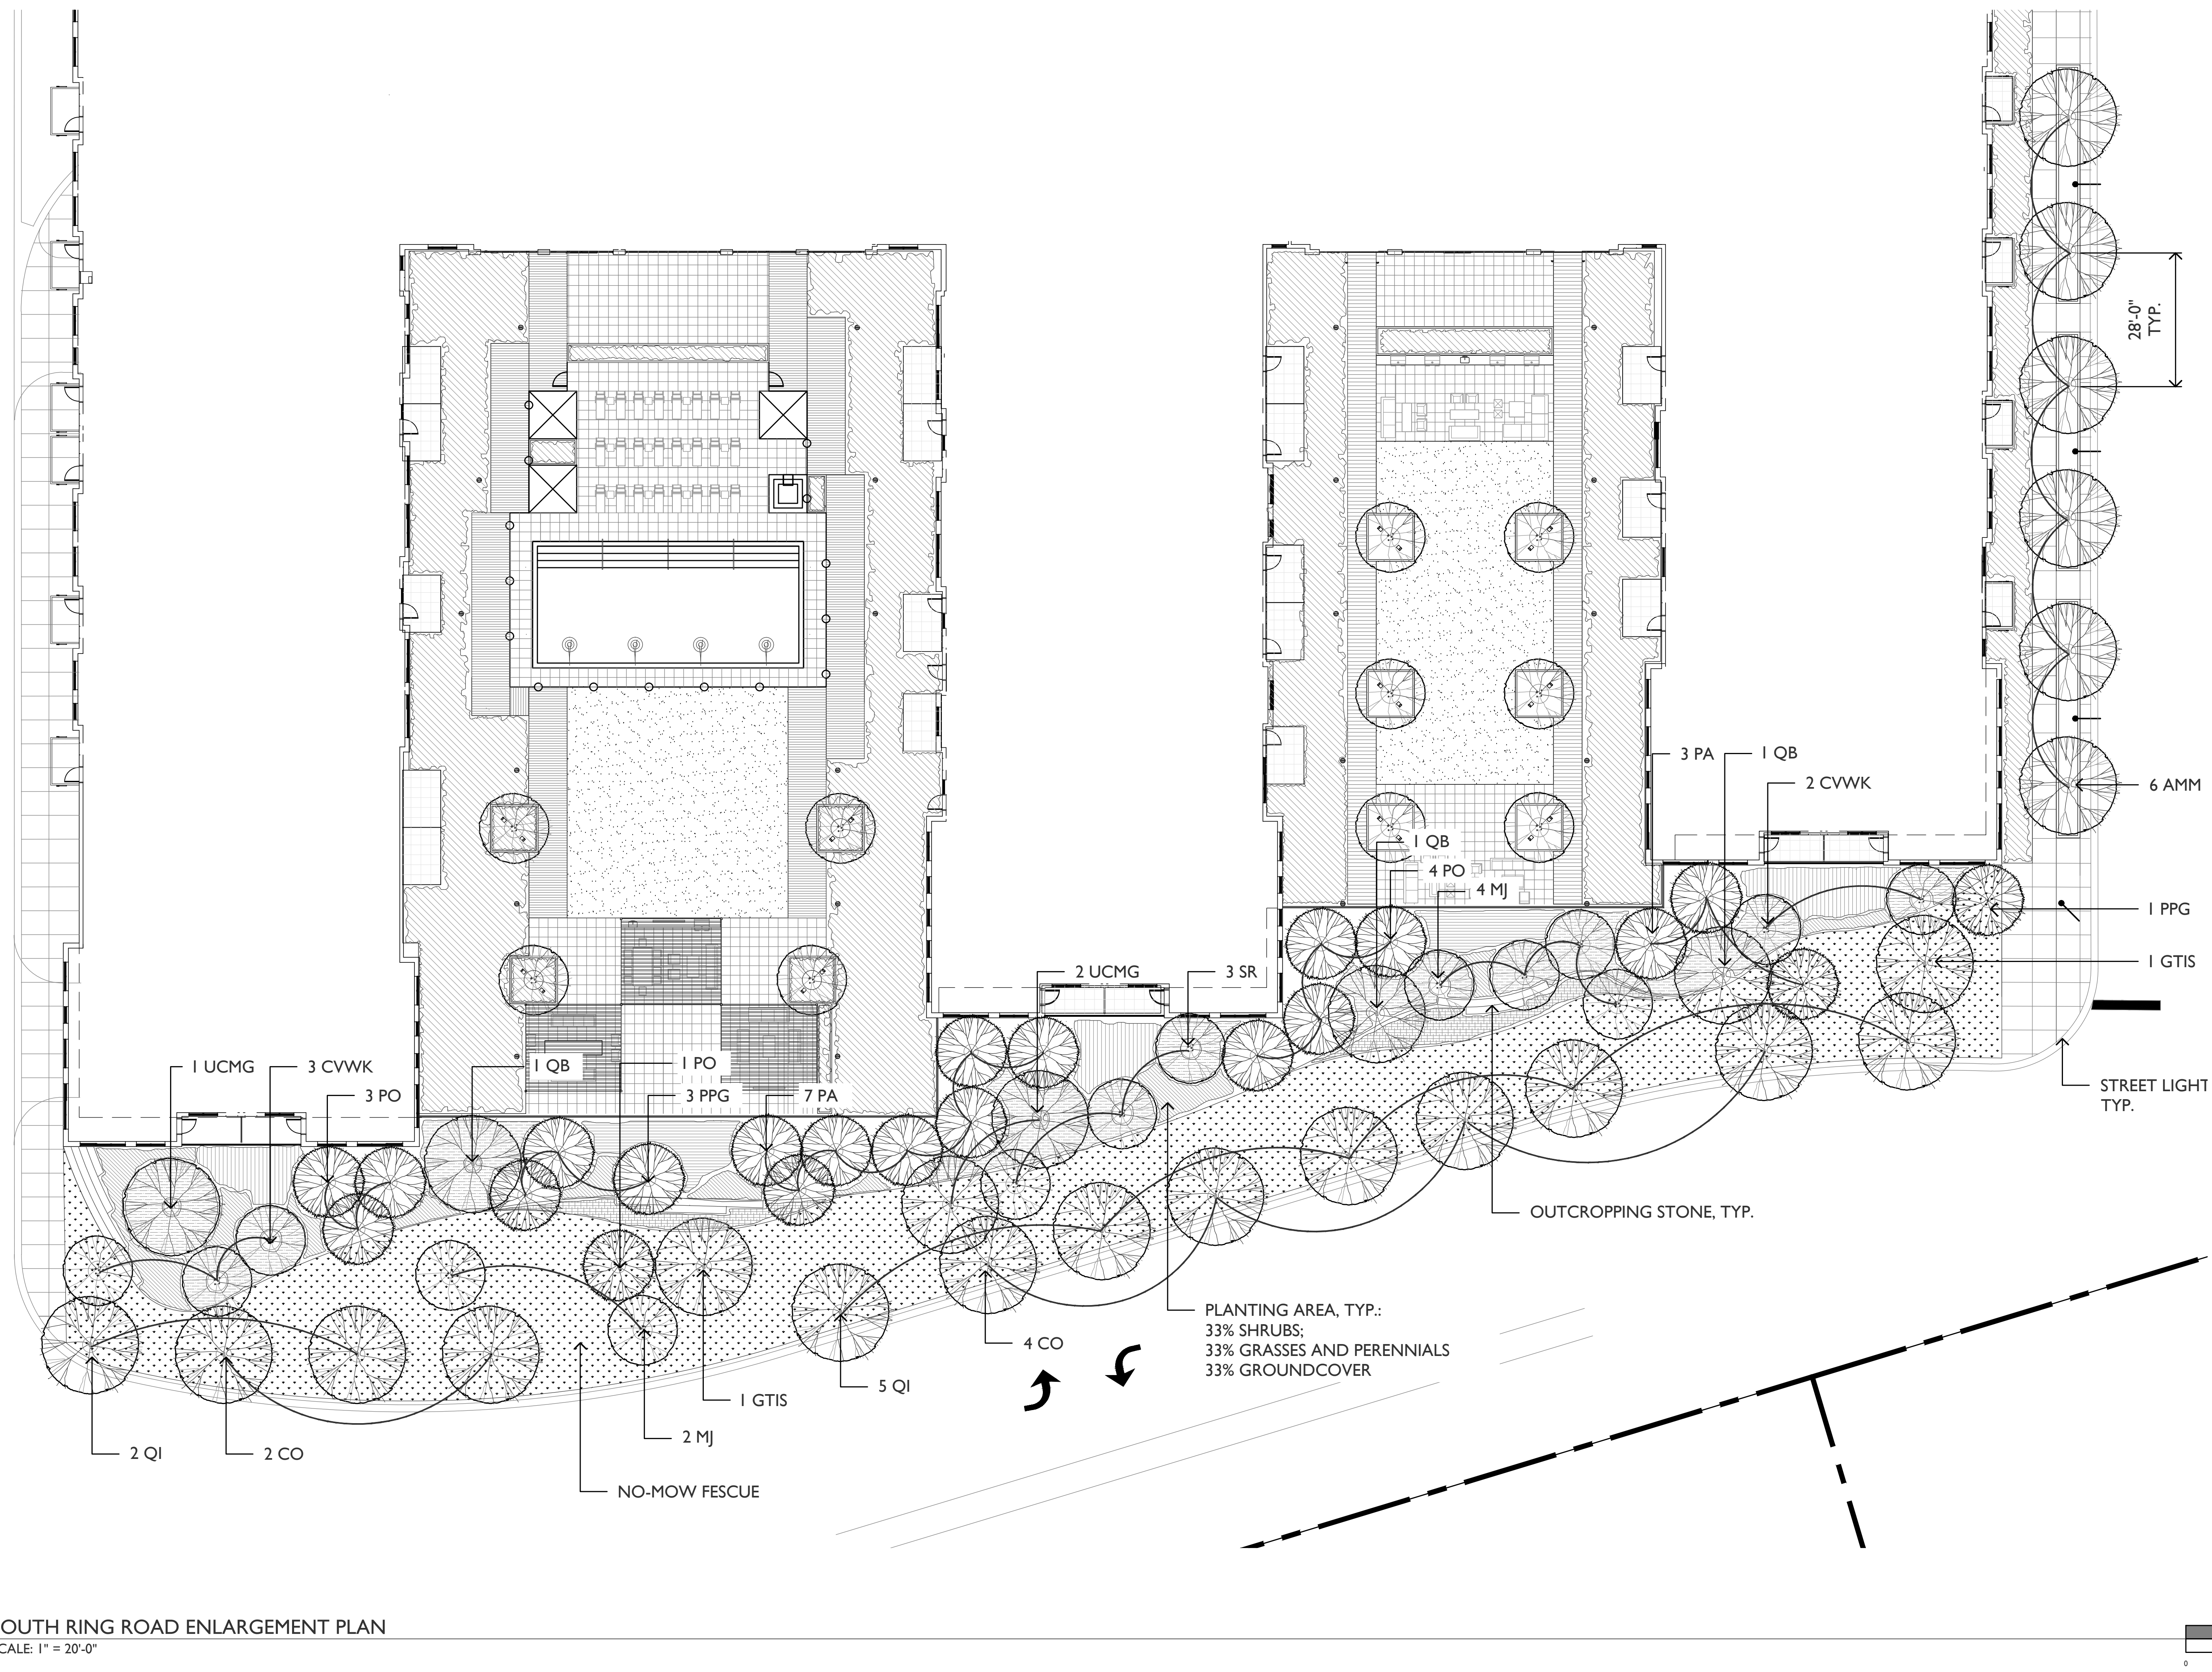 28'-0"
TYP.
3 PA
1 QB
2 CVWK
6 AMM
1 QB
4 PO
4 MJ
1 PPG
1 GTIS
2 UCMG
3 SR
1 UCMG
3 CVWK
3 PO
1 QB
1 PO
3 PPG
7 PA
STREET LIGHT
TYP.
OUTCROPPING STONE, TYP.
PLANTING AREA, TYP.:
33% SHRUBS;
33% GRASSES AND PERENNIALS
33% GROUNDCOVER
4 CO
5 QI
1 GTIS
2 MJ
2 QI
2 CO
NO-MOW FESCUE
OUTH RING ROAD ENLARGEMENT PLAN
CALE: 1" = 20'-0"
0